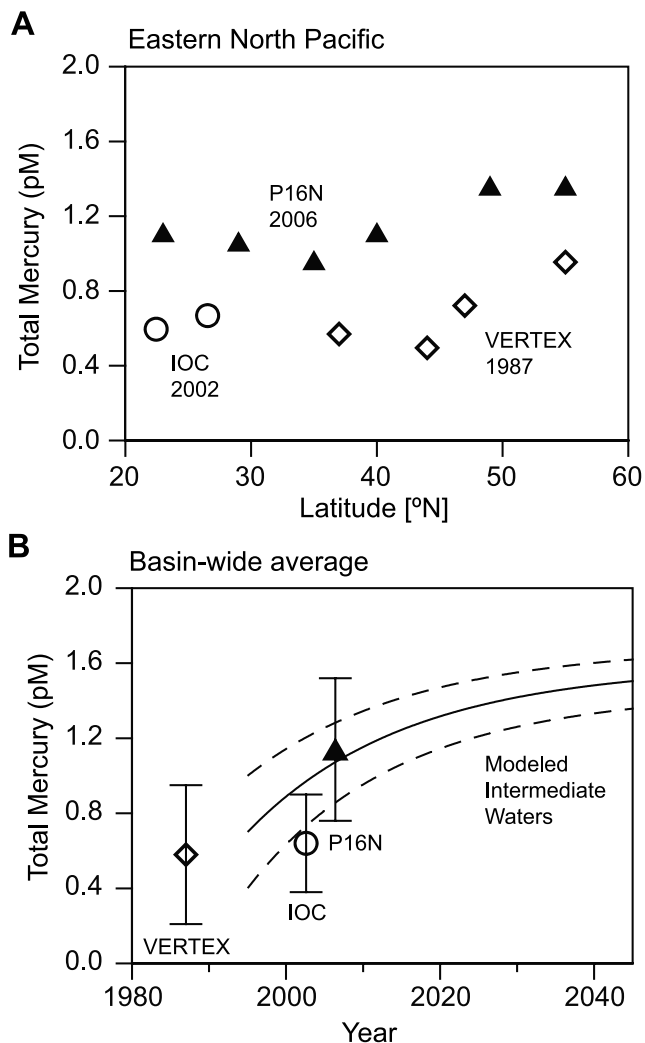 A
Eastern North Pacific
2.0
1.6
1.2
0.8
0.4
0.0
Total Mercury (pM)
P16N
2006
IOC
2002
VERTEX
1987
20 30 40 50 60
Latitude [ºN]
B
Basin-wide average
2.0
1.6
1.2
0.8
0.4
0.0
Total Mercury (pM)
Modeled
Intermediate
Waters
P16N
IOC
VERTEX
1980 2000 2020 2040
Year